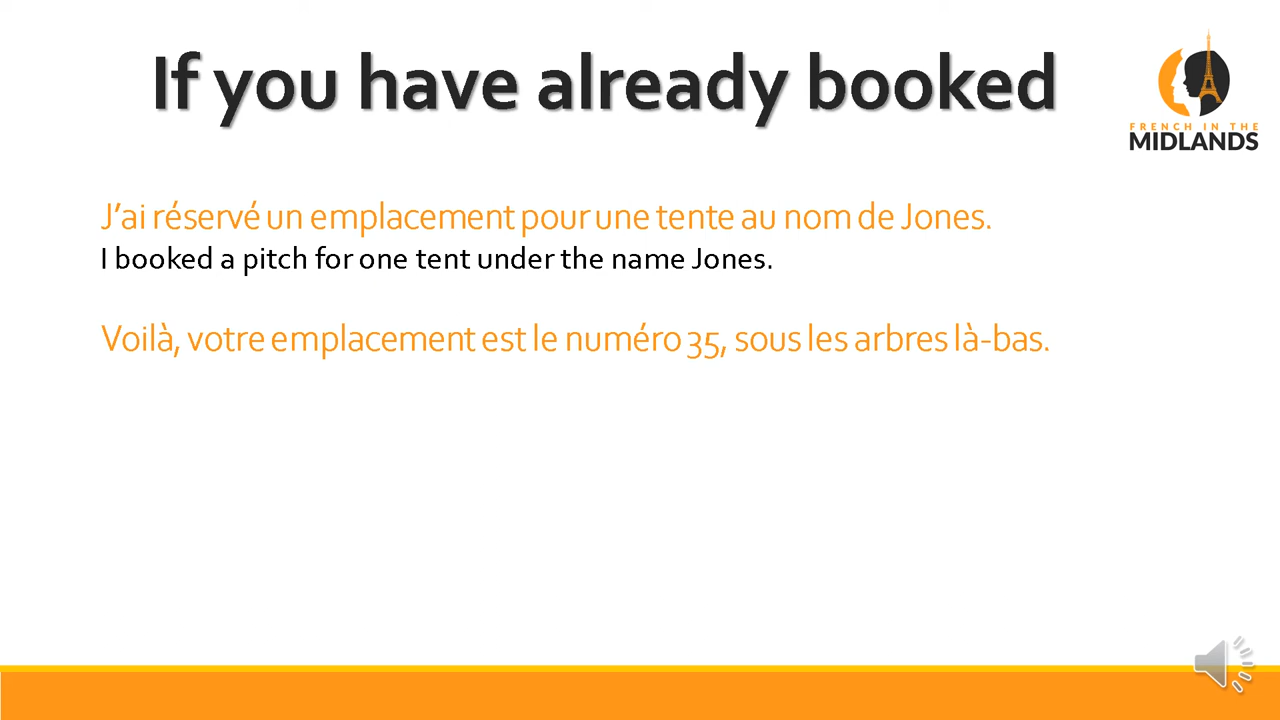 If you have already booked
FRENCH IN THE
MIDLANDS
J’ai réservé un emplacement pour une tente au nom de Jones.
I booked a pitch for one tent under the name Jones.
Voilà, votre emplacement est le numéro 35, sous les arbres là-bas.